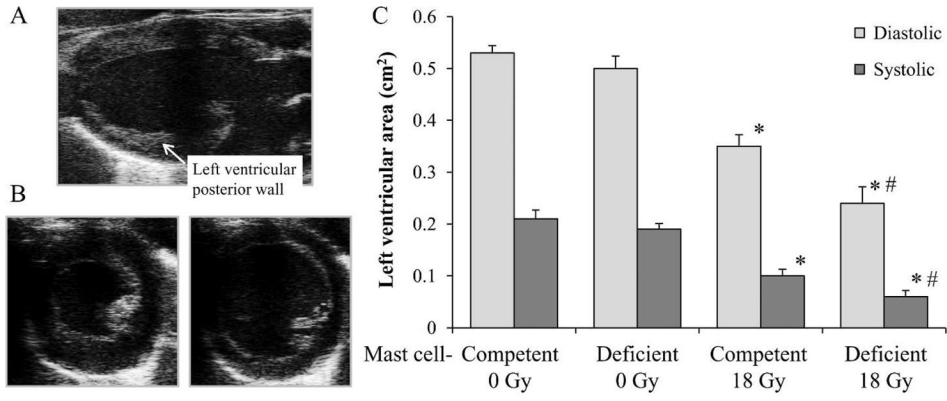 A
Left ventricular
posterior wall
B
C
Left ventricular area (cm²)
0.6
0.5
0.4
0.3
0.2
0.1
0
Diastolic
Systolic
*
*
* #
* #
Mast cell- Competent Deficient Competent Deficient
0 Gy 0 Gy 18 Gy 18 Gy